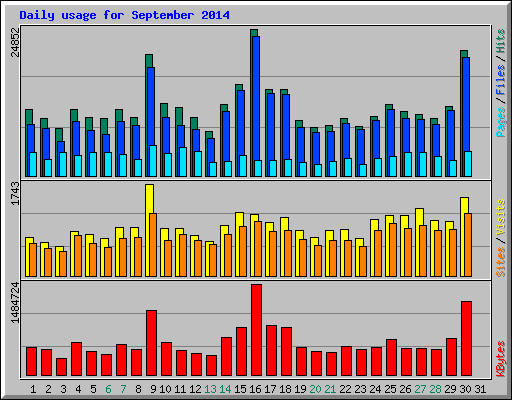 Daily usage for September 2014
24852
Pages / Files / Hits
1743
Sites / Visits
1484724
KBytes
1 2 3 4 5 6 7 8 9 10 11 12 13 14 15 16 17 18 19 20 21 22 23 24 25 26 27 28 29 30 31